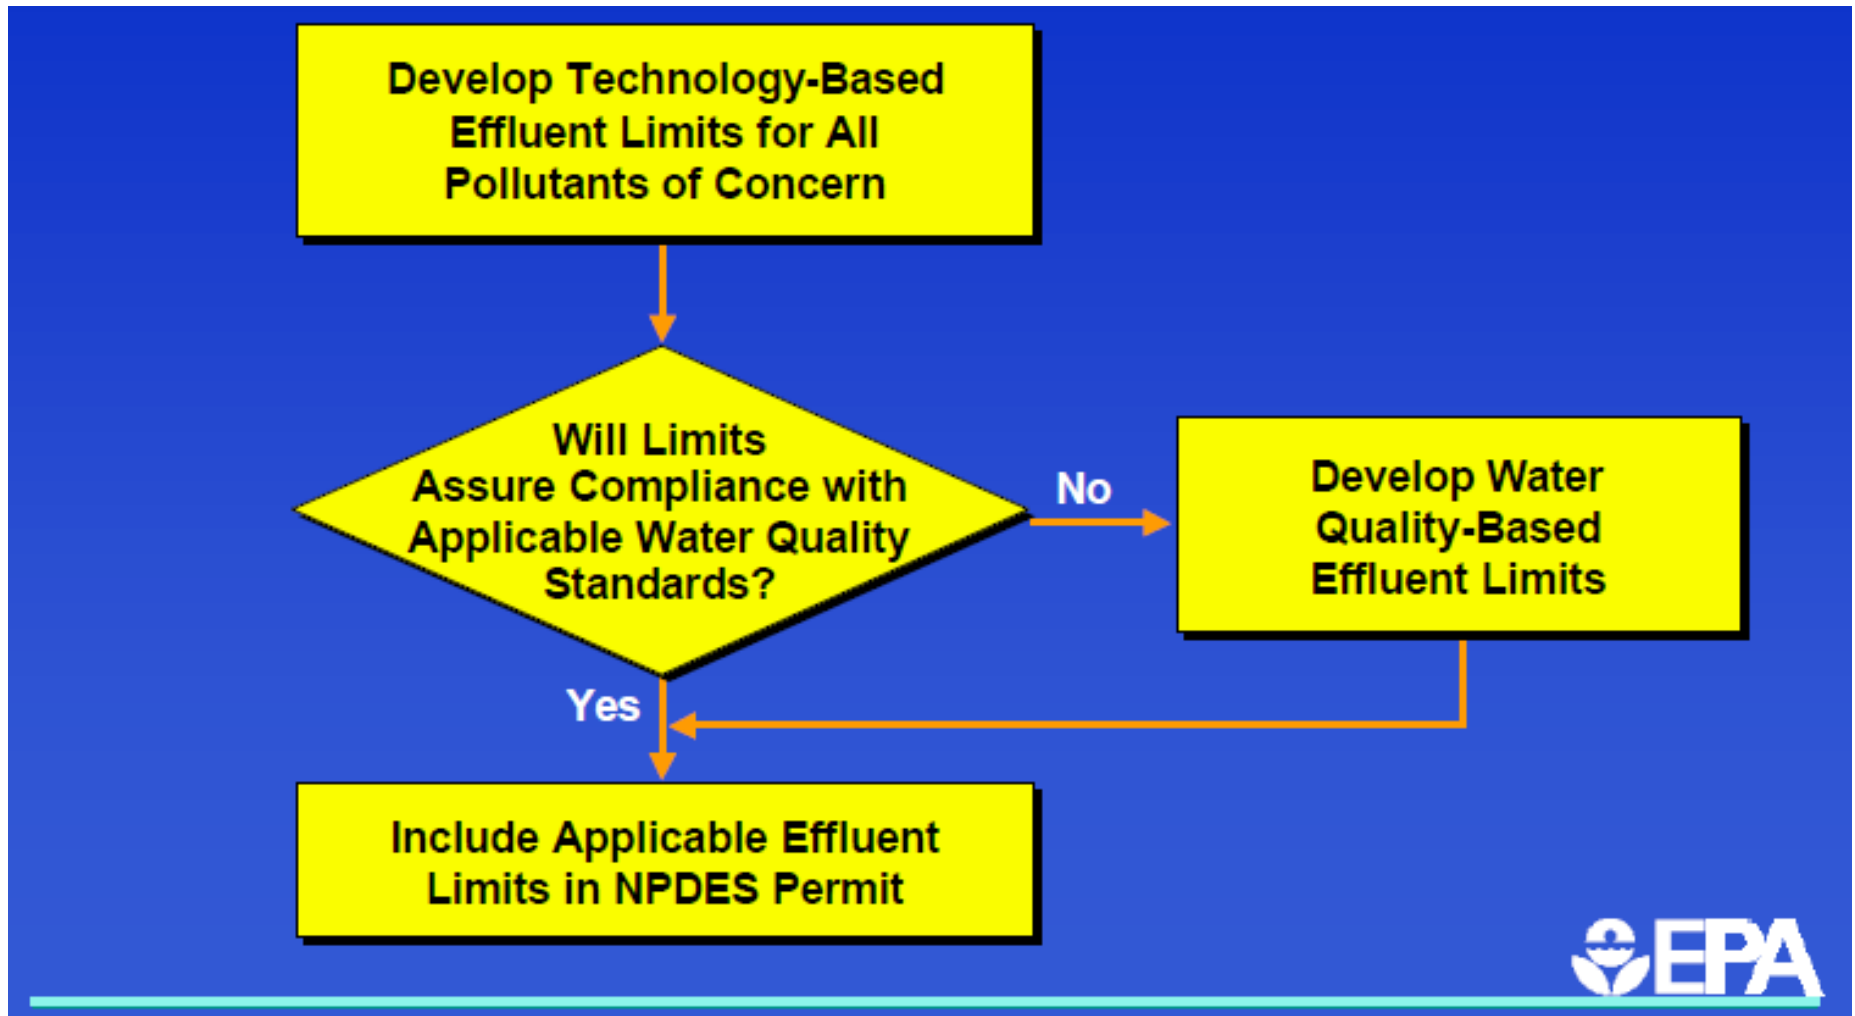 Develop Technology-Based
Effluent Limits for All
Pollutants of Concern
Will Limits
Assure Compliance with
Applicable Water Quality
Standards?
No
Develop Water
Quality-Based
Effluent Limits
Yes
Include Applicable Effluent
Limits in NPDES Permit
EPA